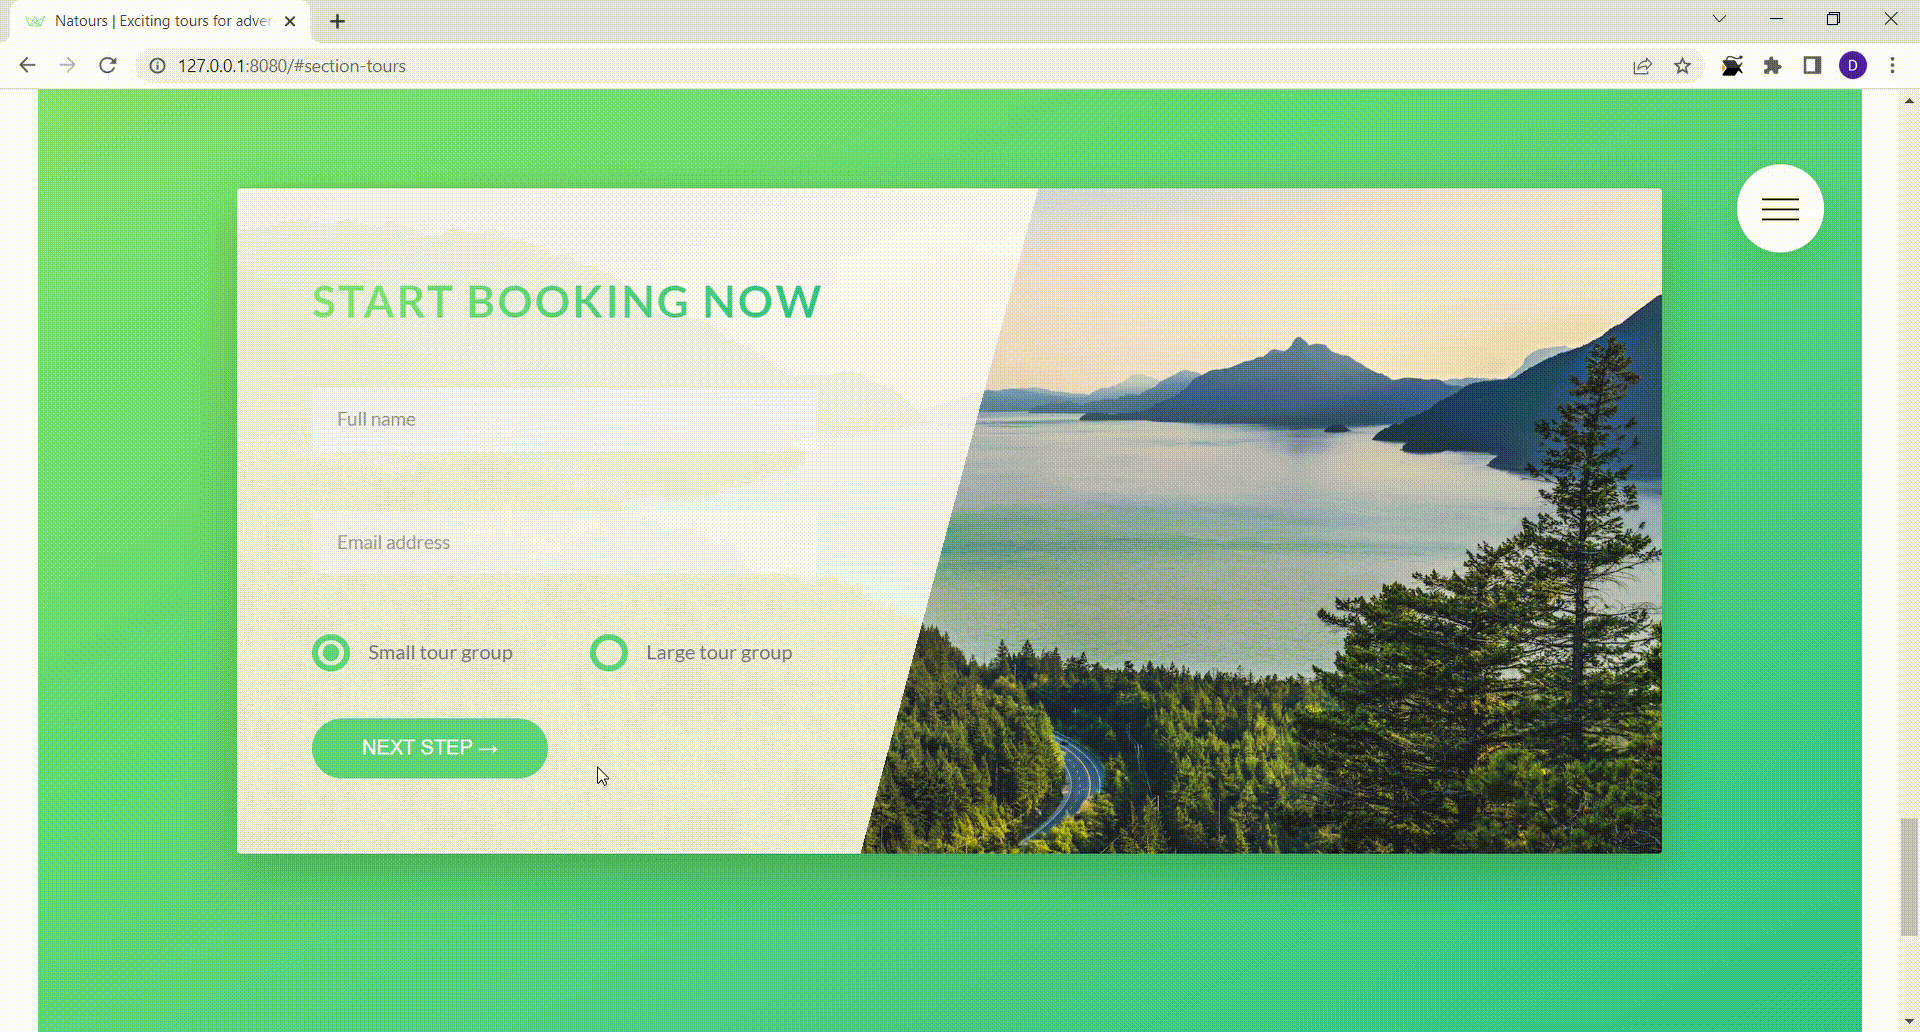 Natours | Exciting tours for adver
127.0.0.1:8080/#section-tours
D
START BOOKING NOW
Full name
Email address
Small tour group
Large tour group
NEXT STEP →